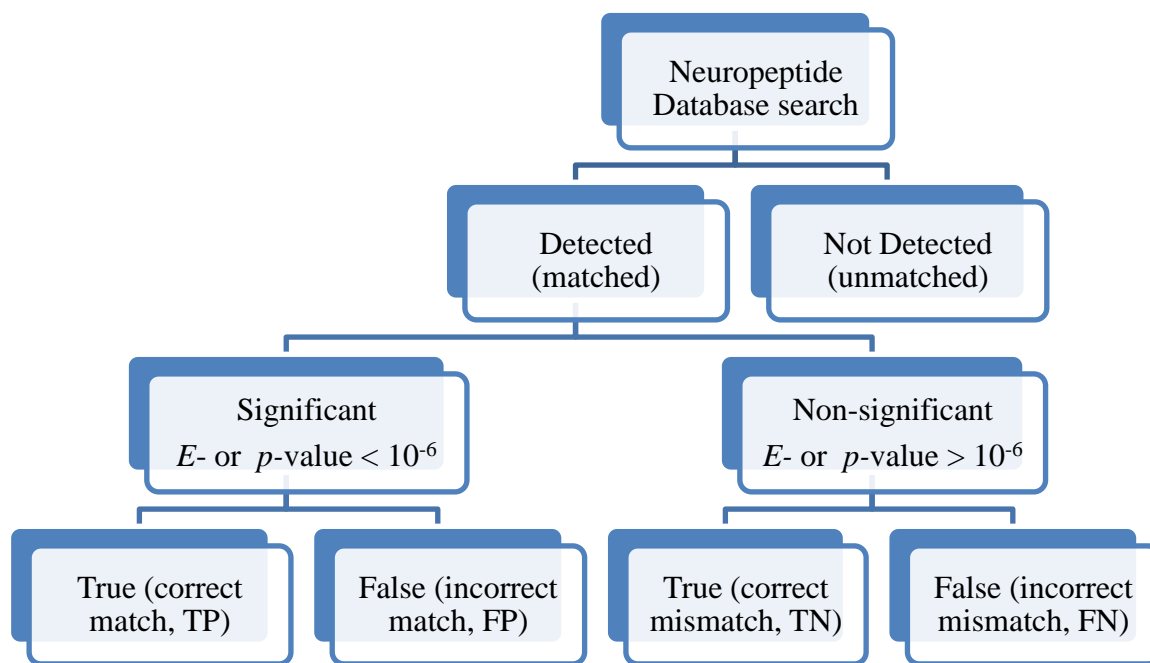 Neuropeptide
Database search
Detected
(matched)
Not Detected
(unmatched)
Significant
E- or p-value < 10⁻⁶
Non-significant
E- or p-value > 10⁻⁶
True (correct
match, TP)
False (incorrect
match, FP)
True (correct
mismatch, TN)
False (incorrect
mismatch, FN)